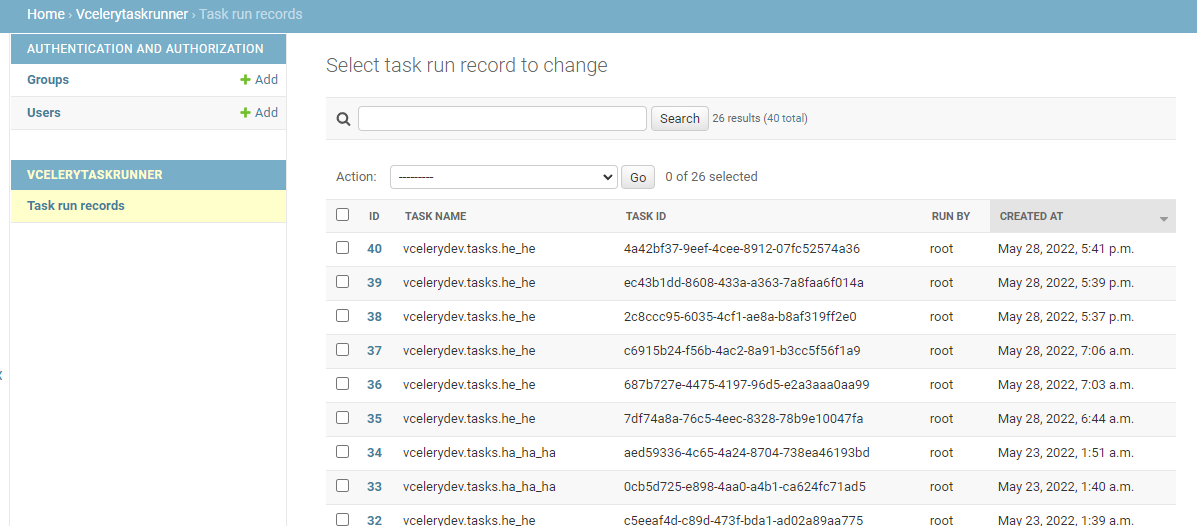 Home › Vcelerytaskrunner › Task run records
AUTHENTICATION AND AUTHORIZATION
Groups + Add
Users + Add
VCELERYTASKRUNNER
Task run records
Select task run record to change
Search 26 results (40 total)
Action: --------- Go 0 of 26 selected
ID TASK NAME TASK ID RUN BY CREATED AT
40 vcelerydev.tasks.he_he 4a42bf37-9eef-4cee-8912-07fc52574a36 root May 28, 2022, 5:41 p.m.
39 vcelerydev.tasks.he_he ec43b1dd-8608-433a-a363-7a8faa6f014a root May 28, 2022, 5:39 p.m.
38 vcelerydev.tasks.he_he 2c8ccc95-6035-4cf1-ae8a-b8af319ff2e0 root May 28, 2022, 5:37 p.m.
37 vcelerydev.tasks.he_he c6915b24-f56b-4ac2-8a91-b3cc5f56f1a9 root May 28, 2022, 7:06 a.m.
36 vcelerydev.tasks.he_he 687b727e-4475-4197-96d5-e2a3aaa0aa99 root May 28, 2022, 7:03 a.m.
35 vcelerydev.tasks.he_he 7df74a8a-76c5-4eec-8328-78b9e10047fa root May 28, 2022, 6:44 a.m.
34 vcelerydev.tasks.ha_ha_ha aed59336-4c65-4a24-8704-738ea46193bd root May 23, 2022, 1:51 a.m.
33 vcelerydev.tasks.ha_ha_ha 0cb5d725-e898-4aa0-a4b1-ca624fc71ad5 root May 23, 2022, 1:40 a.m.
32 vcelerydev.tasks.he_he c5eeaf4d-c89d-473f-bda1-ad02a89aa775 root May 23, 2022, 1:39 a.m.